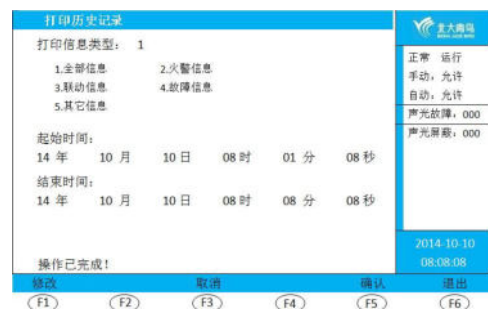 打印历史记录
打印信息类型： 1
1.全部信息 2.火警信息
3.联动信息 4.故障信息
5.其它信息
起始时间：
14 年 10 月 10 日 08 时 01 分 08 秒
结束时间：
14 年 10 月 10 日 08 时 08 分 08 秒
操作已完成！
北大青鸟
正常 运行
手动：允许
自动：允许
声光故障：000
声光屏蔽：000
2014-10-10
08:08:08
修改 取消 确认 退出
F1 F2 F3 F4 F5 F6